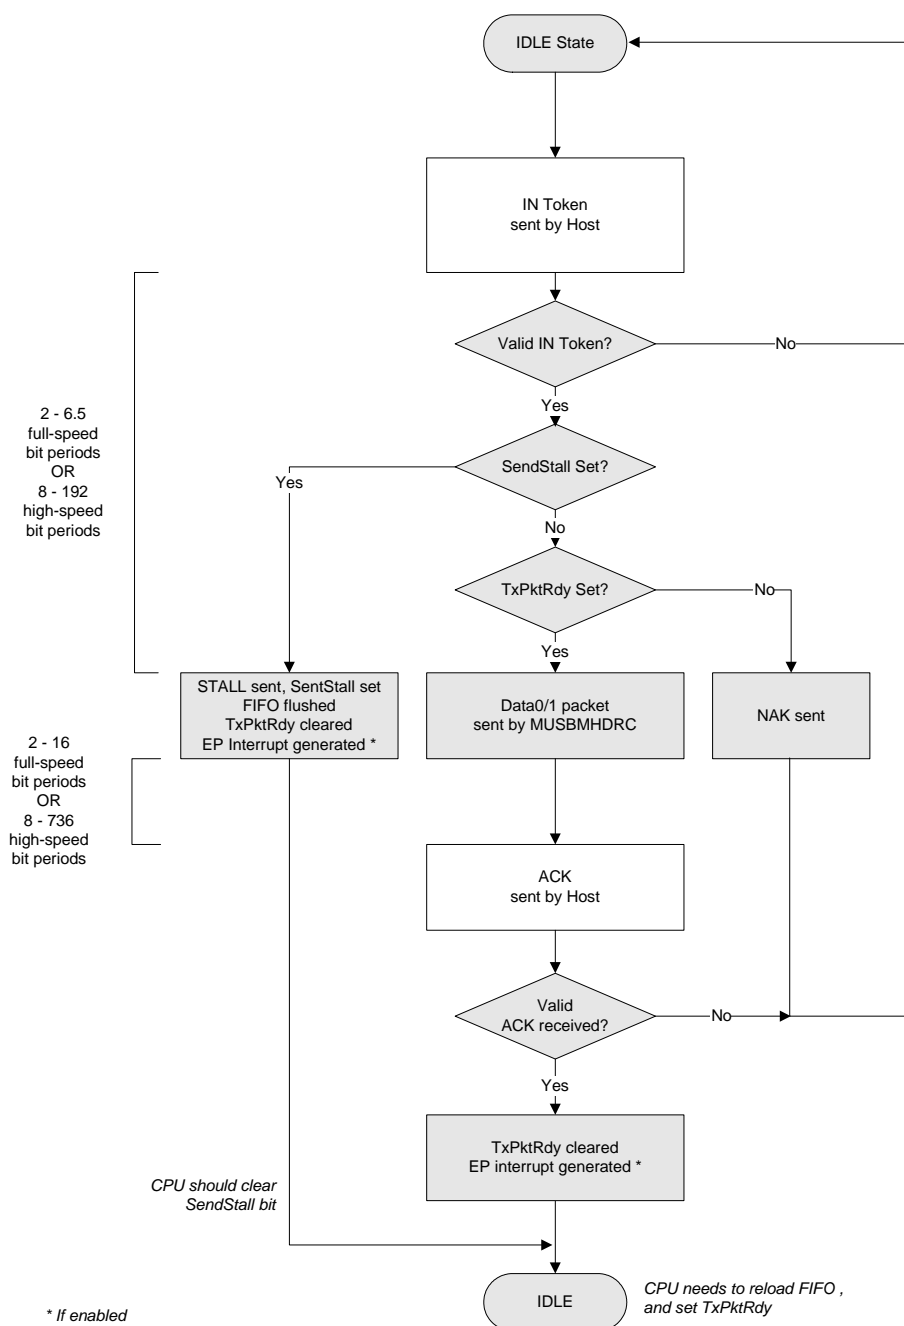 IDLE State
IN Token
sent by Host
Valid IN Token?
No
Yes
2 - 6.5
full-speed
bit periods
OR
8 - 192
high-speed
bit periods
SendStall Set?
Yes
No
TxPktRdy Set?
No
Yes
STALL sent, SentStall set
FIFO flushed
TxPktRdy cleared
EP Interrupt generated *
Data0/1 packet
sent by MUSBMHDRC
NAK sent
2 - 16
full-speed
bit periods
OR
8 - 736
high-speed
bit periods
ACK
sent by Host
Valid
ACK received?
No
Yes
TxPktRdy cleared
EP interrupt generated *
CPU should clear
SendStall bit
IDLE
CPU needs to reload FIFO ,
and set TxPktRdy
* If enabled